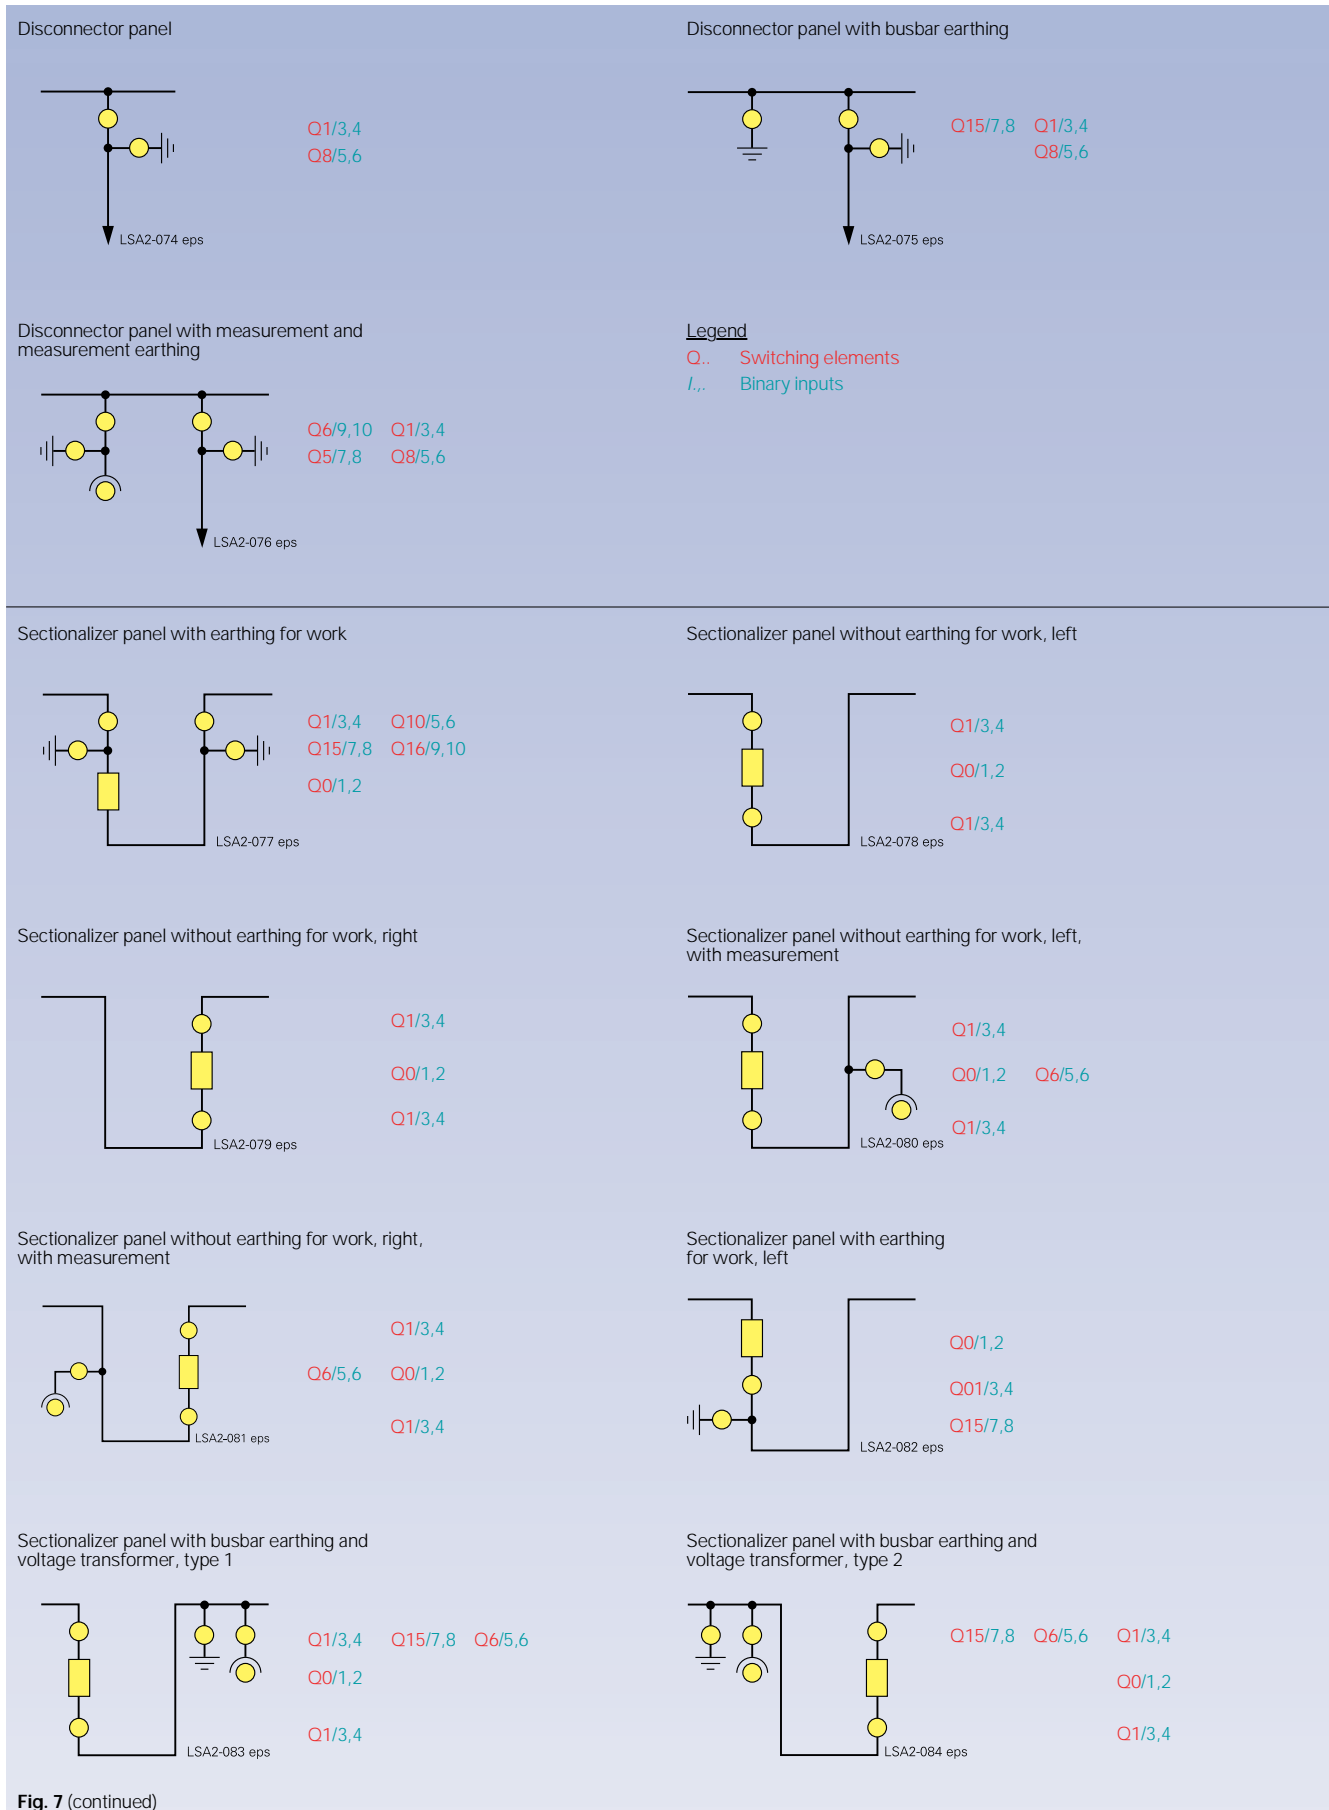 Disconnector panel
Q1/3,4
Q8/5,6
LSA2-074 eps
Disconnector panel with busbar earthing
Q15/7,8 Q1/3,4
Q8/5,6
LSA2-075 eps
Disconnector panel with measurement and
measurement earthing
Q6/9,10 Q1/3,4
Q5/7,8 Q8/5,6
LSA2-076 eps
Legend
Q.. Switching elements
/.,. Binary inputs
Sectionalizer panel with earthing for work
Q1/3,4 Q10/5,6
Q15/7,8 Q16/9,10
Q0/1,2
LSA2-077 eps
Sectionalizer panel without earthing for work, left
Q1/3,4
Q0/1,2
Q1/3,4
LSA2-078 eps
Sectionalizer panel without earthing for work, right
Q1/3,4
Q0/1,2
Q1/3,4
LSA2-079 eps
Sectionalizer panel without earthing for work, left,
with measurement
Q1/3,4
Q0/1,2 Q6/5,6
Q1/3,4
LSA2-080 eps
Sectionalizer panel without earthing for work, right,
with measurement
Q1/3,4
Q6/5,6 Q0/1,2
Q1/3,4
LSA2-081 eps
Sectionalizer panel with earthing
for work, left
Q0/1,2
Q01/3,4
Q15/7,8
LSA2-082 eps
Sectionalizer panel with busbar earthing and
voltage transformer, type 1
Q1/3,4 Q15/7,8 Q6/5,6
Q0/1,2
Q1/3,4
LSA2-083 eps
Sectionalizer panel with busbar earthing and
voltage transformer, type 2
Q15/7,8 Q6/5,6 Q1/3,4
Q0/1,2
Q1/3,4
LSA2-084 eps
Fig. 7 (continued)